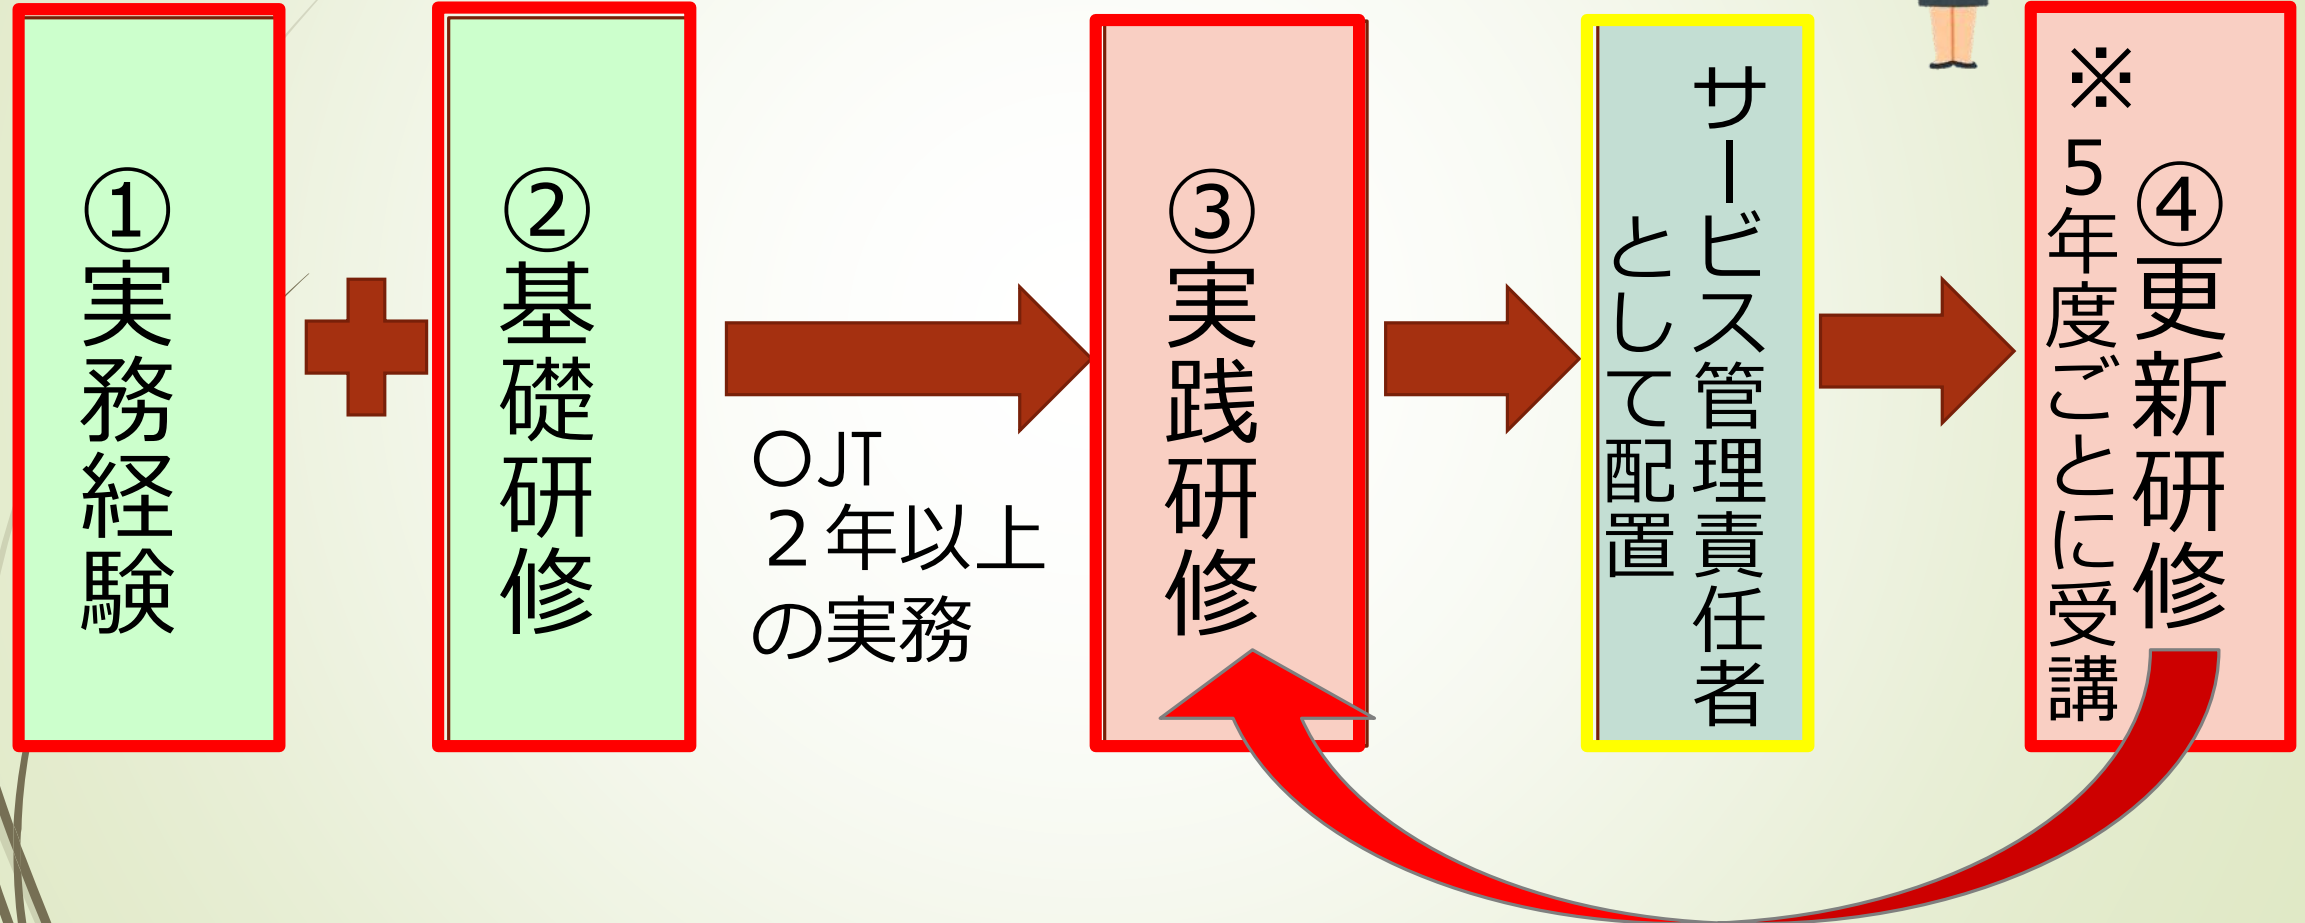 ①実務経験
②基礎研修
〇JT
２年以上
の実務
③実践研修
サービス管理責任者
として配置
④更新研修
※５年度ごとに受講